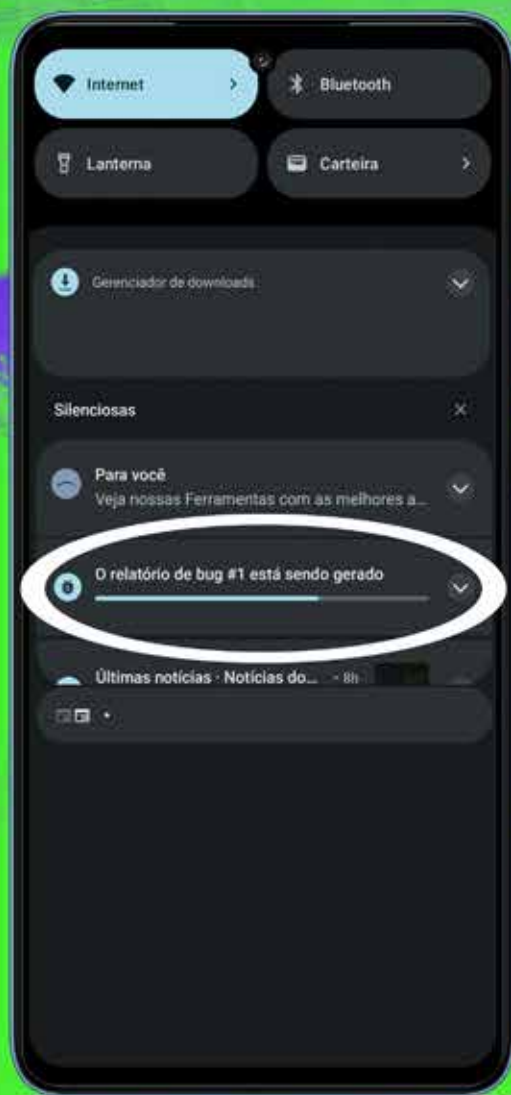 Internet
Bluetooth
Lanterna
Carteira
Gerenciador de downloads
Silenciosas
Para você
Veja nossas Ferramentas com as melhores a...
O relatório de bug #1 está sendo gerado
Últimas notícias · Notícias do... · 8h